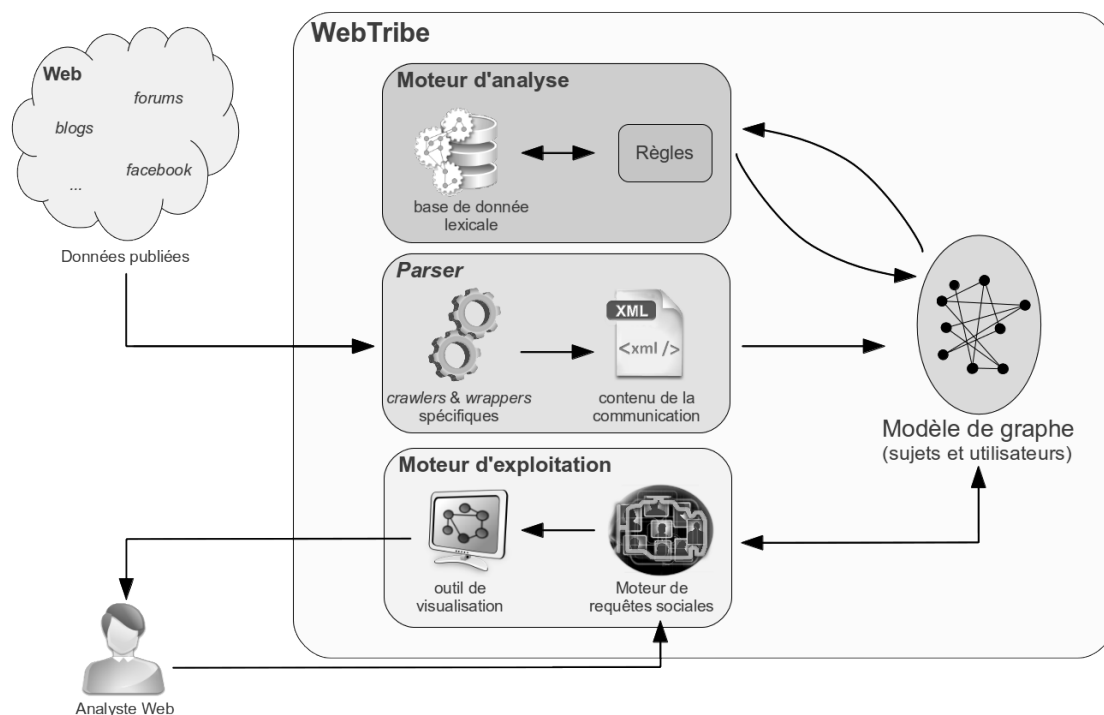 WebTribe
Web
forums
blogs
facebook
...
Données publiées
Moteur d'analyse
Règles
base de donnée
lexicale
Parser
XML
<xml />
crawlers & wrappers
spécifiques
contenu de la
communication
Modèle de graphe
(sujets et utilisateurs)
Moteur d'exploitation
outil de
visualisation
Moteur de
requêtes sociales
Analyste Web